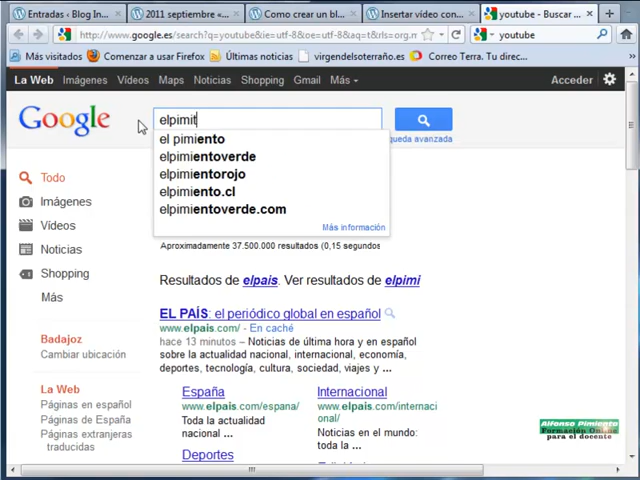 Entradas ‹ Blog In...
2011 septiembre «...
Como crear un bl...
Insertar vídeo con...
youtube - Buscar ...
http://www.google.es/search?q=youtube&ie=utf-8&oe=utf-8&aq=t&rls=org.m
youtube
Más visitados
Comenzar a usar Firefox
Últimas noticias
virgendelsoterraño.es
Correo Terra. Tu direc...
La Web Imágenes Vídeos Maps Noticias Shopping Gmail Más
Acceder
Google
elpimit
queda avanzada
el pimiento
elpimientoverde
elpimientorojo
elpimiento.cl
elpimientoverde.com
Más información
Aproximadamente 37.500.000 resultados (0,15 segundos
Todo
Imágenes
Vídeos
Noticias
Shopping
Más
Badajoz
Cambiar ubicación
La Web
Páginas en español
Páginas de España
Páginas extranjeras
traducidas
Resultados de elpais. Ver resultados de elpimi
EL PAÍS: el periódico global en español
www.elpais.com/ - En caché
hace 13 minutos – Noticias de última hora y en español
sobre la actualidad nacional, internacional, economía,
deportes, tecnología, cultura, sociedad, viajes y más ...
España
www.elpais.com/espana/
Toda la actualidad
nacional ...
Deportes
Internacional
www.elpais.com/internaci
onal/
Noticias en el mundo:
toda la ...
Alfonso Pimiento
Formación Online
para el docente